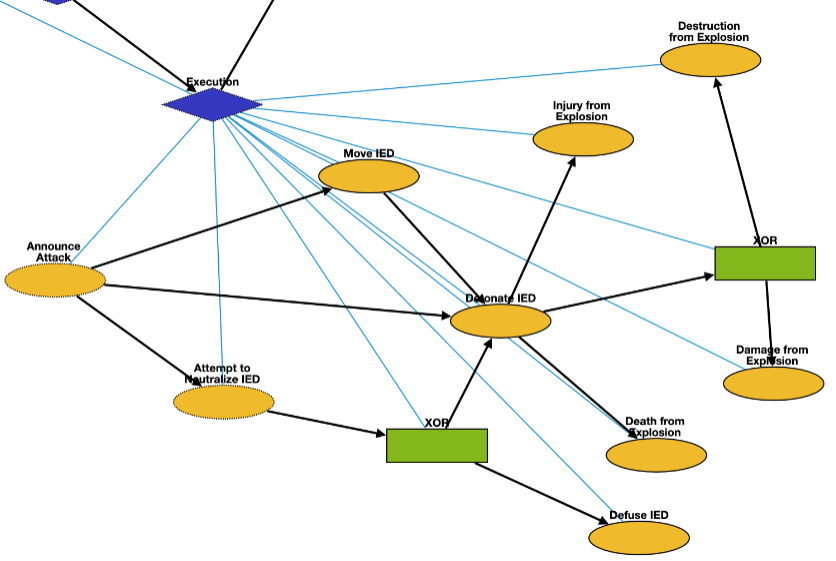 Destruction
from Explosion
Execution
Injury from
Explosion
Move IED
Announce
Attack
XOR
Detonate IED
Damage from
Explosion
Attempt to
Neutralize IED
XOR
Death from
Explosion
Defuse IED